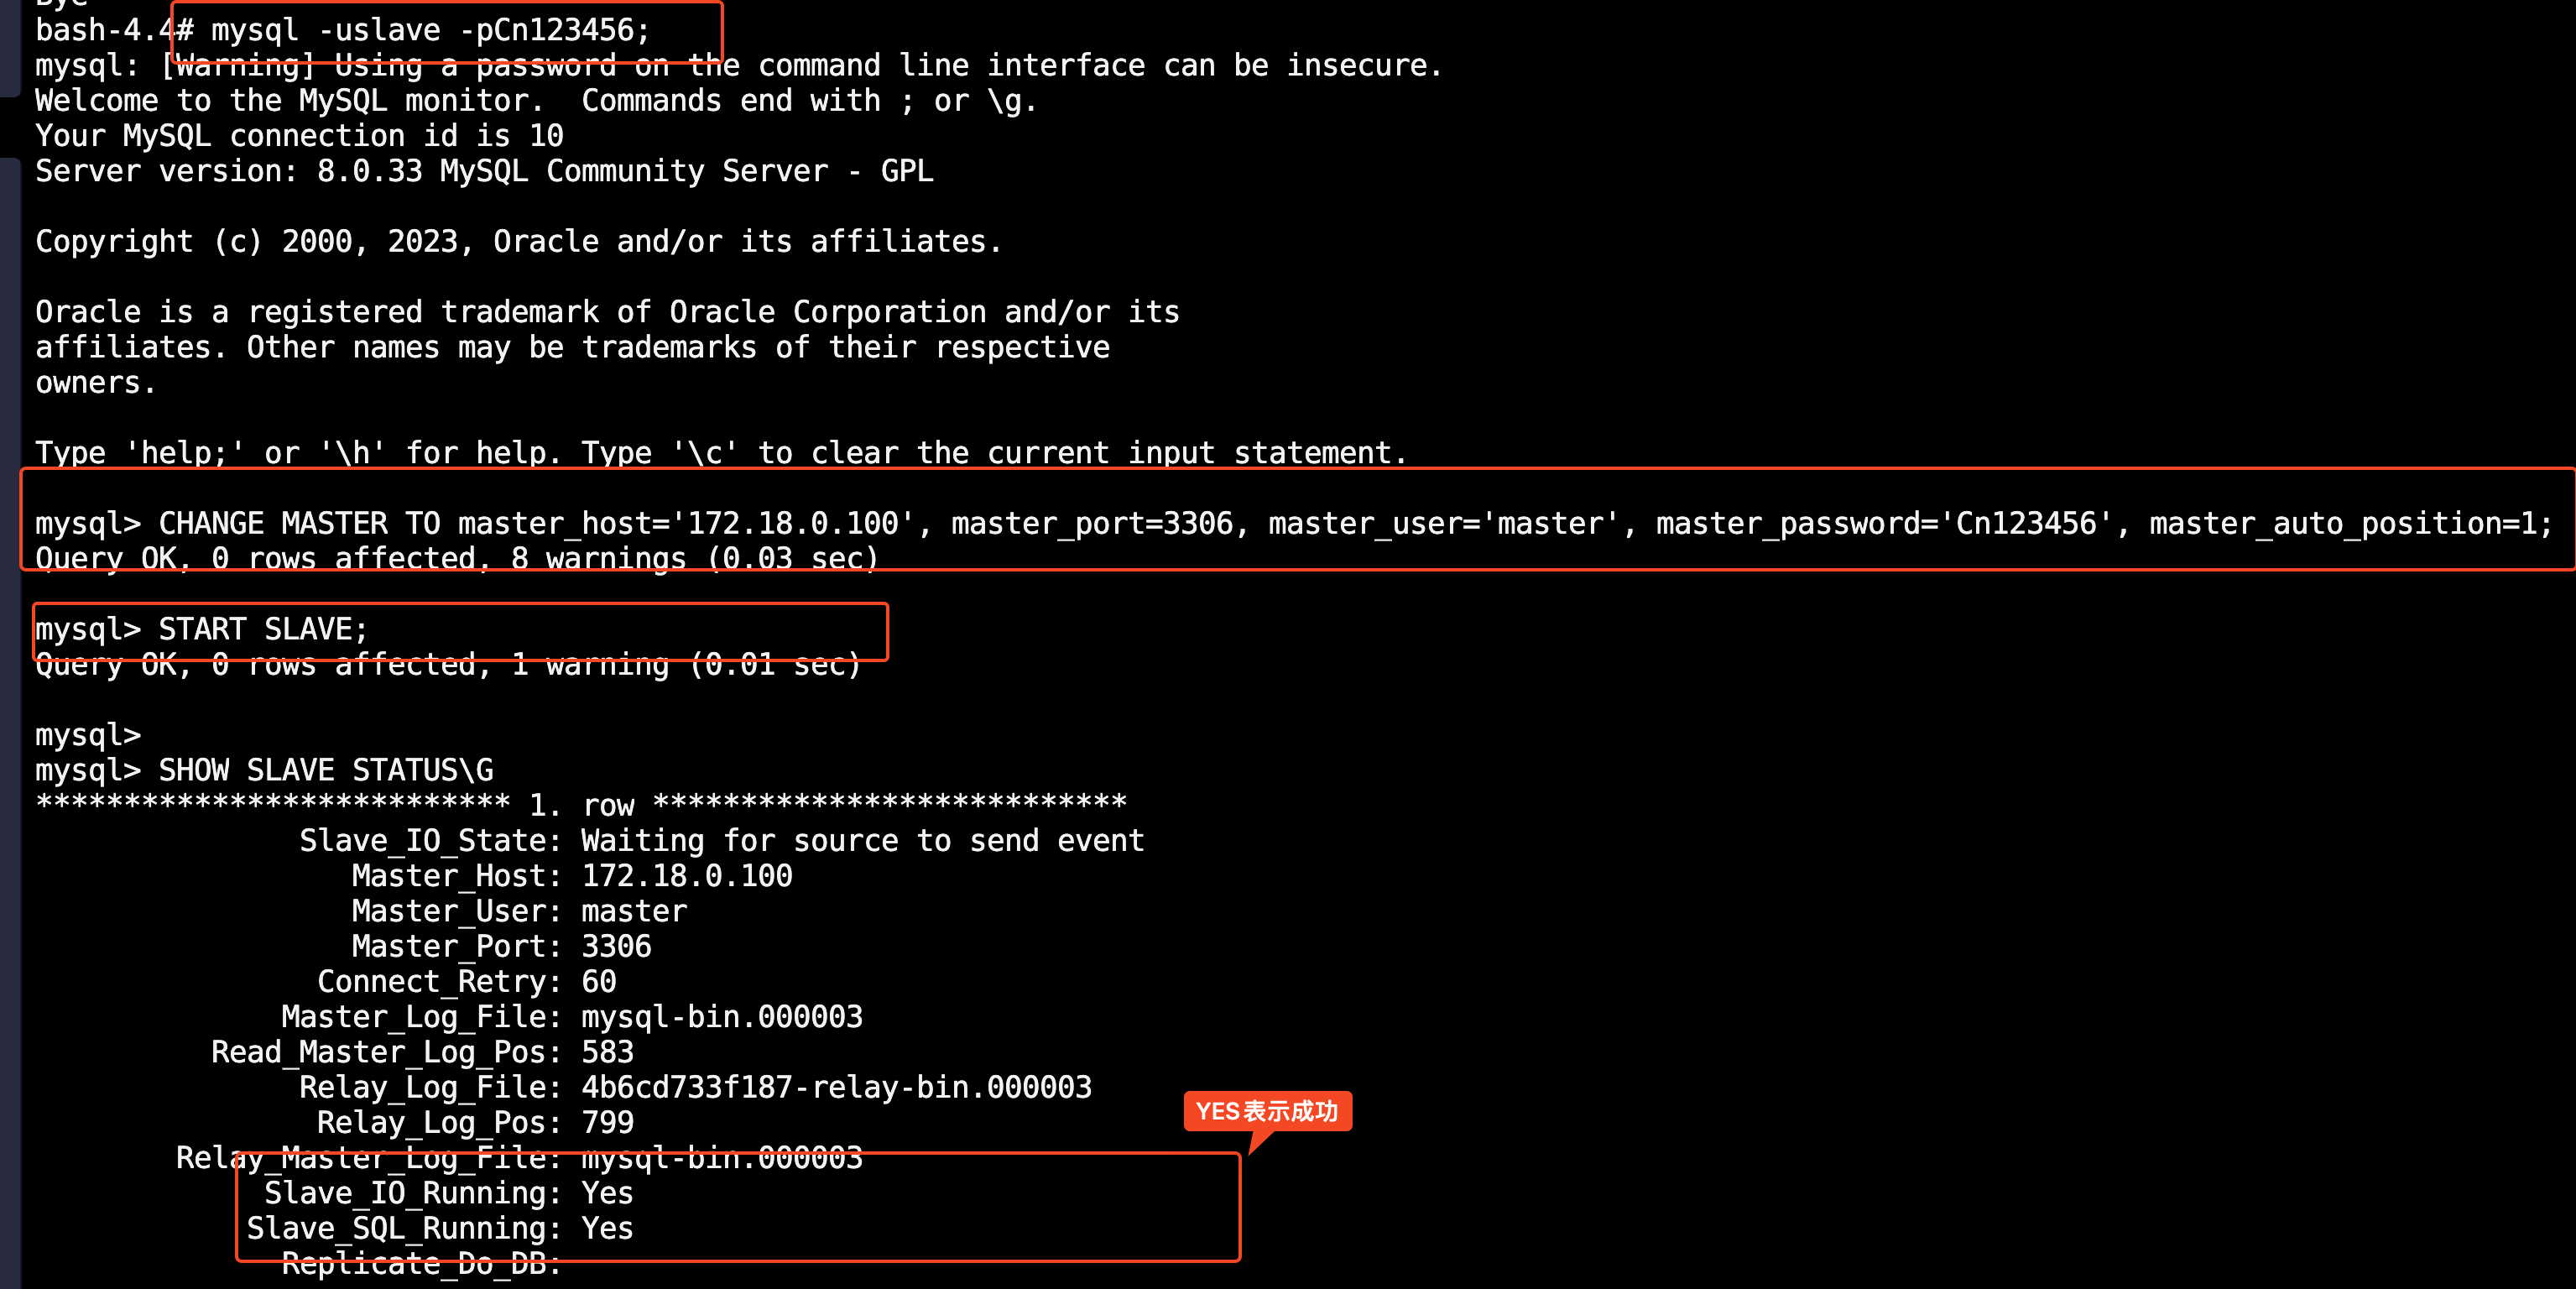 Bye
bash-4.4# mysql -uslave -pCn123456;
mysql: [Warning] Using a password on the command line interface can be insecure.
Welcome to the MySQL monitor.  Commands end with ; or \g.
Your MySQL connection id is 10
Server version: 8.0.33 MySQL Community Server - GPL
Copyright (c) 2000, 2023, Oracle and/or its affiliates.
Oracle is a registered trademark of Oracle Corporation and/or its
affiliates. Other names may be trademarks of their respective
owners.
Type 'help;' or '\h' for help. Type '\c' to clear the current input statement.
mysql> CHANGE MASTER TO master_host='172.18.0.100', master_port=3306, master_user='master', master_password='Cn123456', master_auto_position=1;
Query OK, 0 rows affected, 8 warnings (0.03 sec)
mysql> START SLAVE;
Query OK, 0 rows affected, 1 warning (0.01 sec)
mysql>
mysql> SHOW SLAVE STATUS\G
*************************** 1. row ***************************
Slave_IO_State: Waiting for source to send event
Master_Host: 172.18.0.100
Master_User: master
Master_Port: 3306
Connect_Retry: 60
Master_Log_File: mysql-bin.000003
Read_Master_Log_Pos: 583
Relay_Log_File: 4b6cd733f187-relay-bin.000003
Relay_Log_Pos: 799
YES表示成功
Relay_Master_Log_File: mysql-bin.000003
Slave_IO_Running: Yes
Slave_SQL_Running: Yes
Replicate_Do_DB: